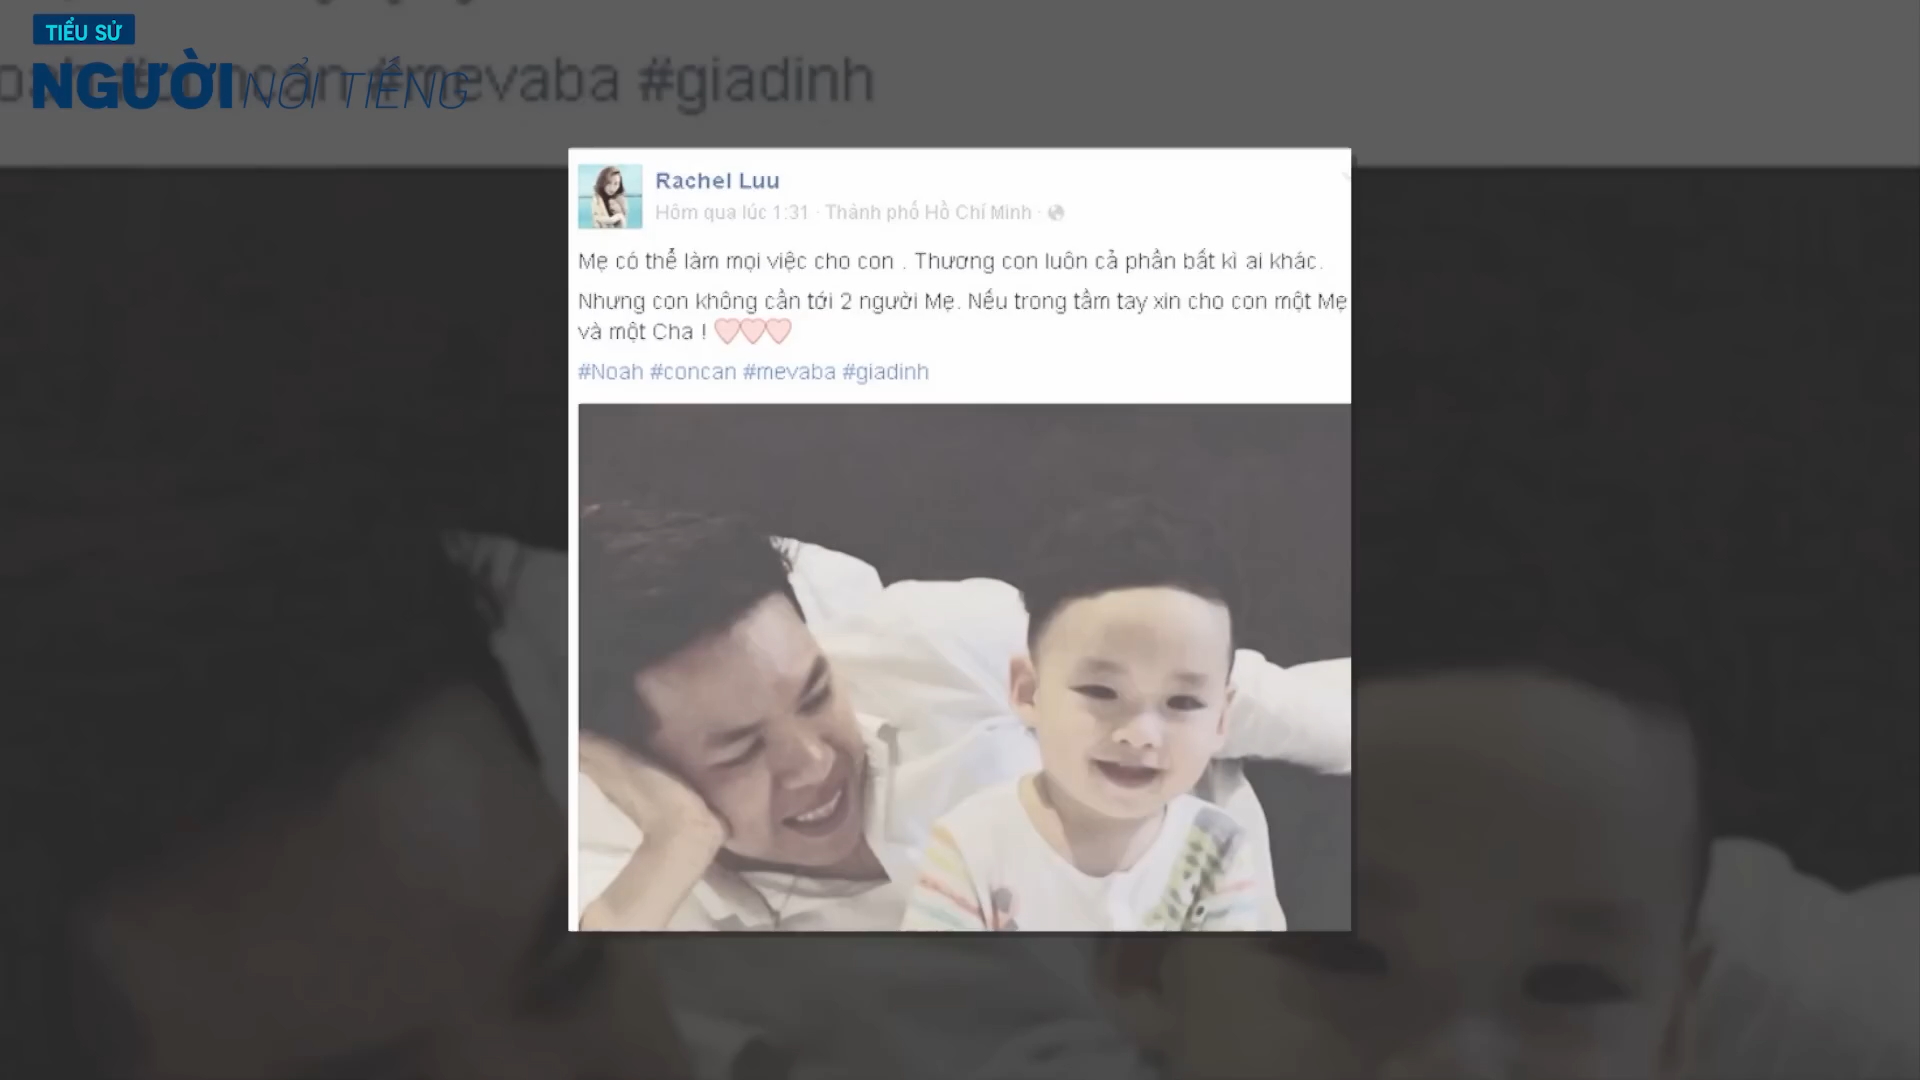 TIỂU SỬ
NGƯỜI NỔI TIẾNG
#mevaba #giadinh
Rachel Luu
Hôm qua lúc 1:31 · Thành phố Hồ Chí Minh ·
Mẹ có thể làm mọi việc cho con . Thương con luôn cả phần bất kì ai khác.
Nhưng con không cần tới 2 người Mẹ. Nếu trong tầm tay xin cho con một Mẹ
và một Cha ! ♡♡♡
#Noah #concan #mevaba #giadinh